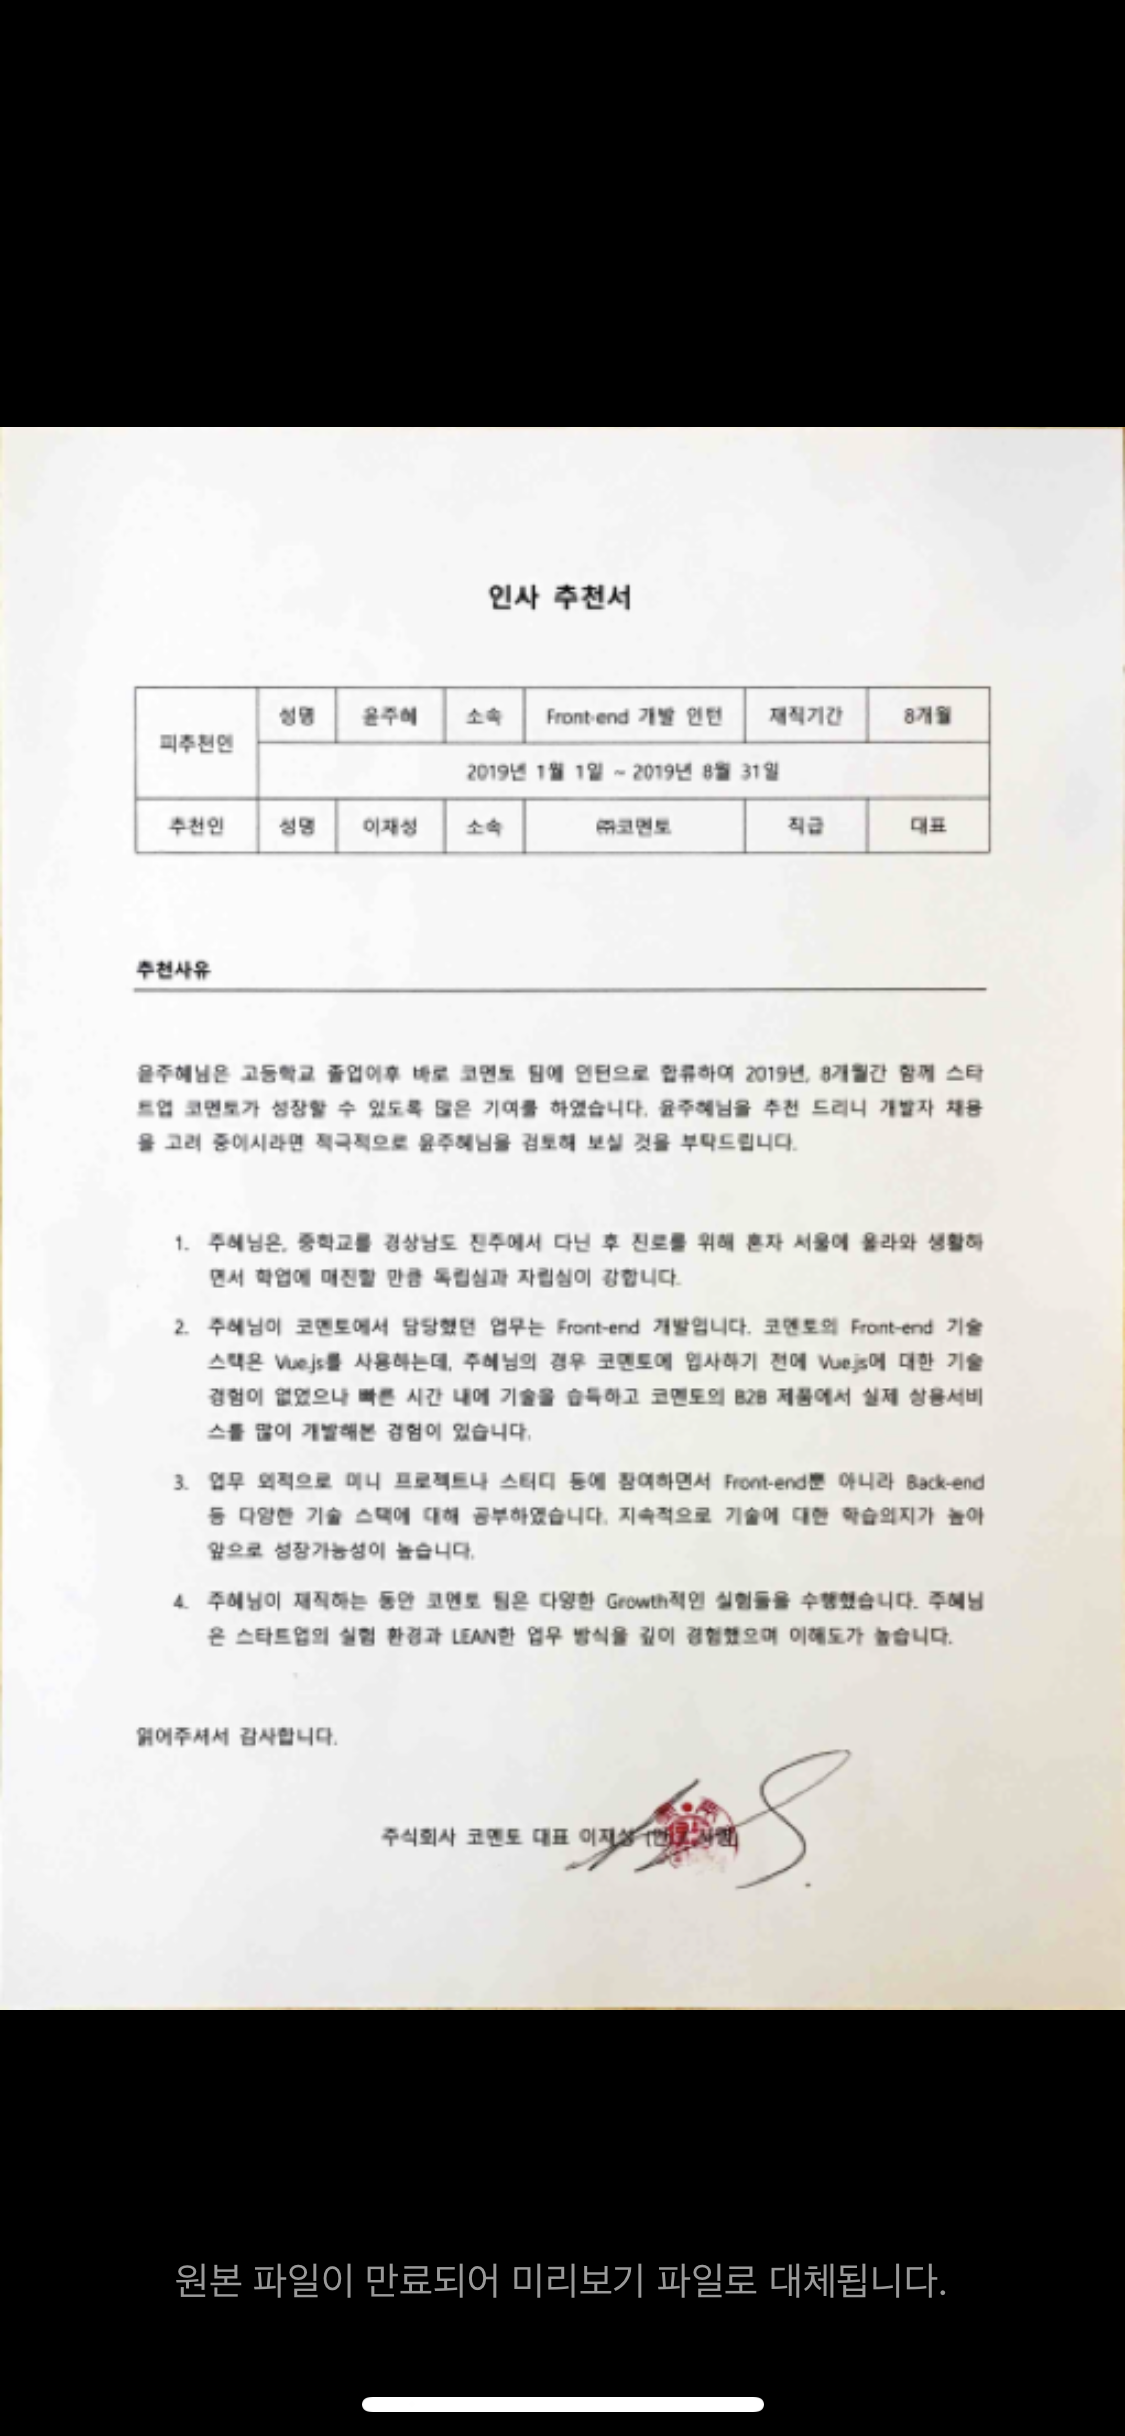 인사 추천서
피추천인 성명 윤주혜 소속 Front-end 개발 인턴 재직기간 8개월
2019년 1월 1일 ~ 2019년 8월 31일
추천인 성명 이재성 소속 ㈜코멘토 직급 대표
추천사유
윤주혜님은 고등학교 졸업이후 바로 코멘토 팀에 인턴으로 합류하여 2019년, 8개월간 함께 스타
트업 코멘토가 성장할 수 있도록 많은 기여를 하였습니다. 윤주혜님을 추천 드리니 개발자 채용
을 고려 중이시라면 적극적으로 윤주혜님을 검토해 보실 것을 부탁드립니다.
1. 주혜님은, 중학교를 경상남도 진주에서 다닌 후 진로를 위해 혼자 서울에 올라와 생활하
면서 학업에 매진할 만큼 독립심과 자립심이 강합니다.
2. 주혜님이 코멘토에서 담당했던 업무는 Front-end 개발입니다. 코멘토의 Front-end 기술
스택은 Vue.js를 사용하는데, 주혜님의 경우 코멘토에 입사하기 전에 Vue.js에 대한 기술
경험이 없었으나 빠른 시간 내에 기술을 습득하고 코멘토의 B2B 제품에서 실제 상용서비
스를 많이 개발해본 경험이 있습니다.
3. 업무 외적으로 미니 프로젝트나 스터디 등에 참여하면서 Front-end뿐 아니라 Back-end
등 다양한 기술 스택에 대해 공부하였습니다. 지속적으로 기술에 대한 학습의지가 높아
앞으로 성장가능성이 높습니다.
4. 주혜님이 재직하는 동안 코멘토 팀은 다양한 Growth적인 실험들을 수행했습니다. 주혜님
은 스타트업의 실험 환경과 LEAN한 업무 방식을 깊이 경험했으며 이해도가 높습니다.
읽어주셔서 감사합니다.
주식회사 코멘토 대표 이재성
원본 파일이 만료되어 미리보기 파일로 대체됩니다.